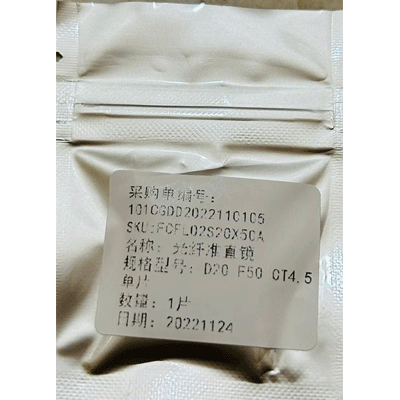 采购单编号:
101CGDD2022110105
SKU:FCFL02S20X50A
名称: 光纤准直镜
规格型号: D20 F50 CT4.5
单片
数量: 1片
日期: 20221124